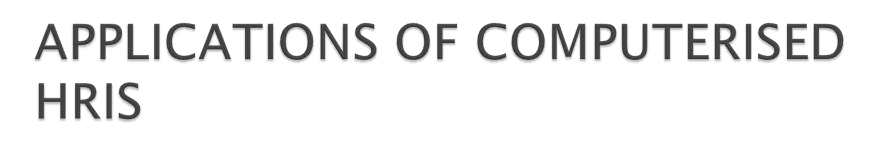 APPLICATIONS OF COMPUTERISED
HRIS